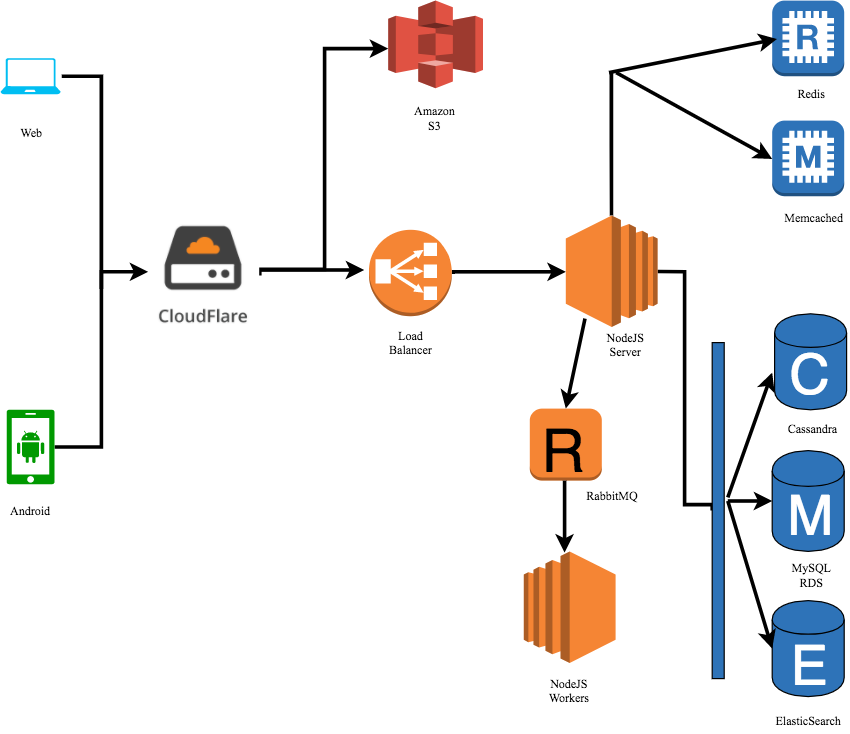 Amazon
S3
R
Redis
Web
M
Memcached
CloudFlare
Load
Balancer
NodeJS
Server
C
Cassandra
Android
R
RabbitMQ
M
MySQL
RDS
NodeJS
Workers
E
ElasticSearch